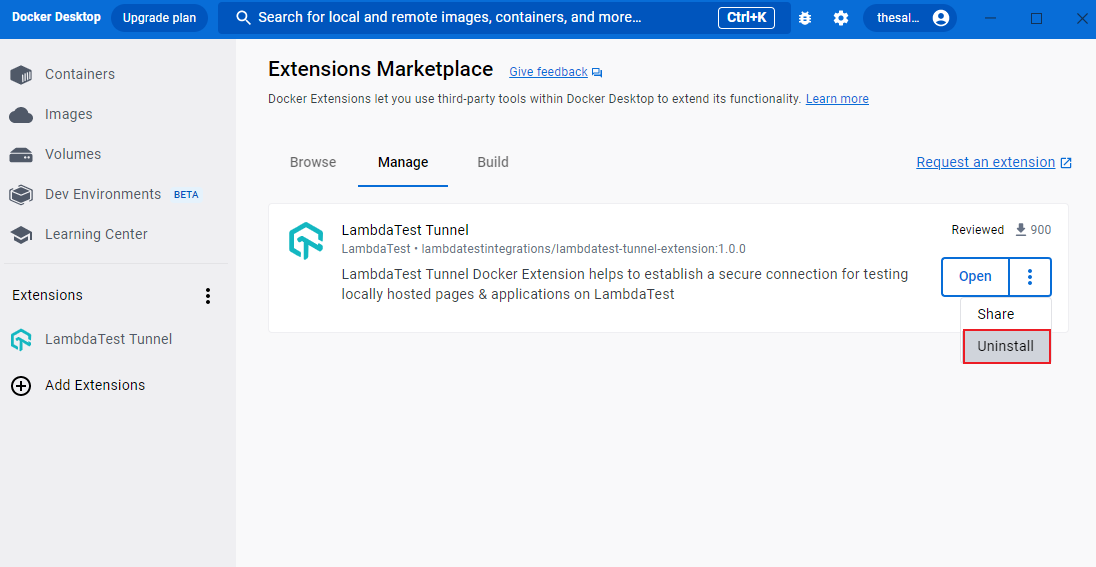 Docker Desktop Upgrade plan Search for local and remote images, containers, and more... Ctrl+K thesal...
Containers
Images
Volumes
Dev Environments BETA
Learning Center
Extensions
LambdaTest Tunnel
Add Extensions
Extensions Marketplace Give feedback
Docker Extensions let you use third-party tools within Docker Desktop to extend its functionality. Learn more
Browse Manage Build Request an extension
LambdaTest Tunnel Reviewed 900
LambdaTest • lambdatestintegrations/lambdatest-tunnel-extension:1.0.0
LambdaTest Tunnel Docker Extension helps to establish a secure connection for testing
locally hosted pages & applications on LambdaTest
Open
Share
Uninstall